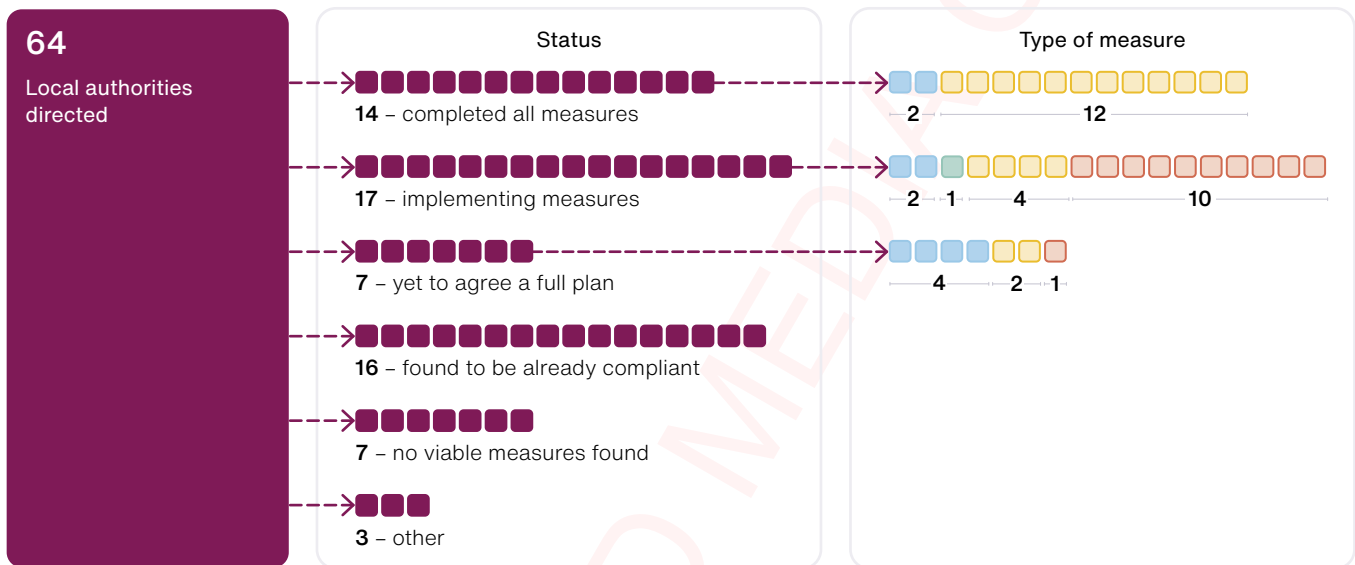 64
Local authorities
directed
Status
Type of measure
14 – completed all measures
2 12
17 – implementing measures
2 1 4 10
7 – yet to agree a full plan
4 2 1
16 – found to be already compliant
7 – no viable measures found
3 – other
MEDIA